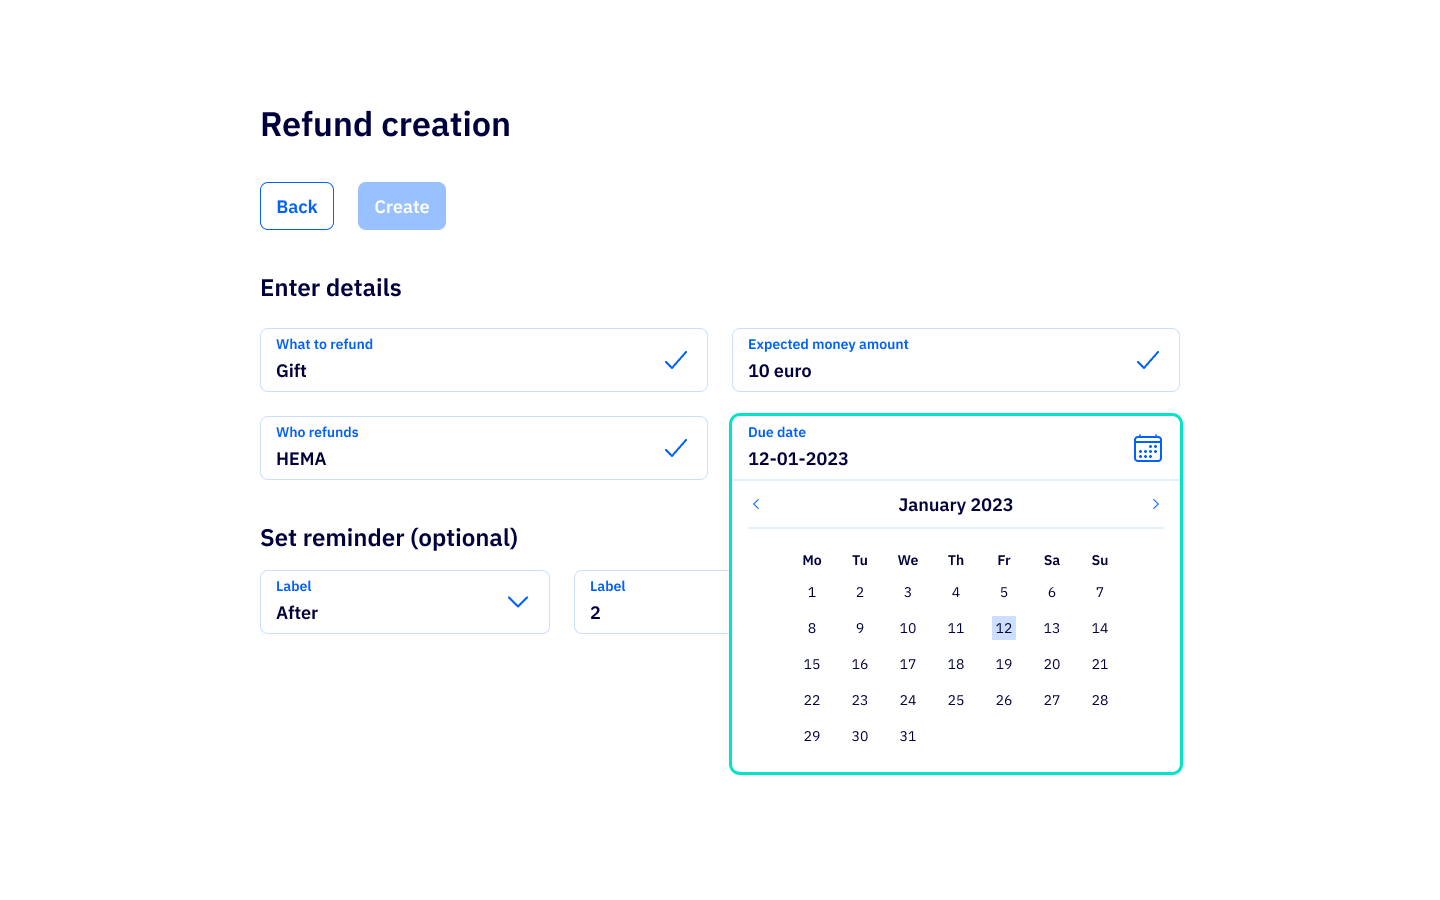 Refund creation
Back
Create
Enter details
What to refund
Gift
Expected money amount
10 euro
Who refunds
HEMA
Due date
12-01-2023
January 2023
Mo Tu We Th Fr Sa Su
1 2 3 4 5 6 7
8 9 10 11 12 13 14
15 16 17 18 19 20 21
22 23 24 25 26 27 28
29 30 31
Set reminder (optional)
Label
After
Label
2